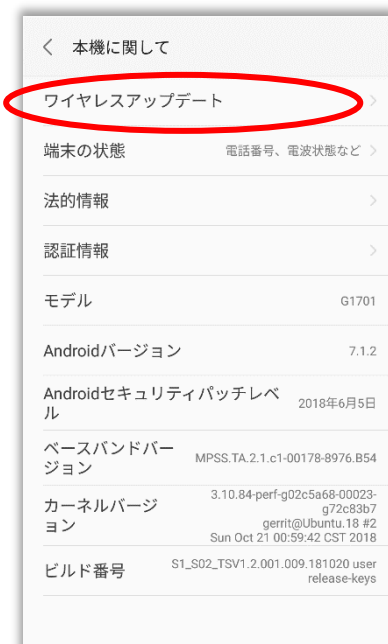 本機に関して
ワイヤレスアップデート
端末の状態 電話番号、電波状態など
法的情報
認証情報
モデル G1701
Androidバージョン 7.1.2
Androidセキュリティパッチレベ
ル 2018年6月5日
ベースバンドバー
ジョン MPSS.TA.2.1.c1-00178-8976.B54
カーネルバージ
ョン 3.10.84-perf-g02c5a68-00023-
g72c83b7
gerrit@Ubuntu.18 #2
Sun Oct 21 00:59:42 CST 2018
ビルド番号 S1_S02_TSV1.2.001.009.181020 user
release-keys